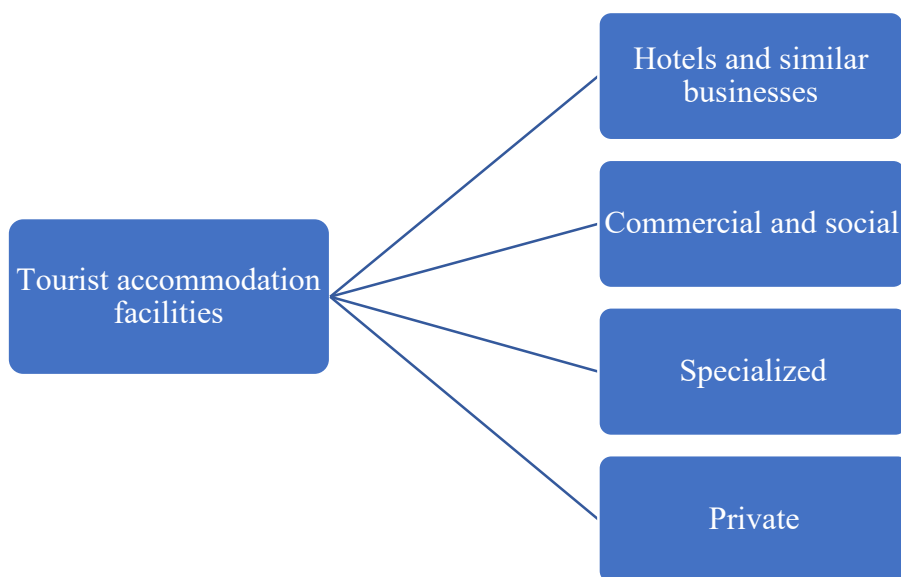 Tourist accommodation
facilities
Hotels and similar
businesses
Commercial and social
Specialized
Private